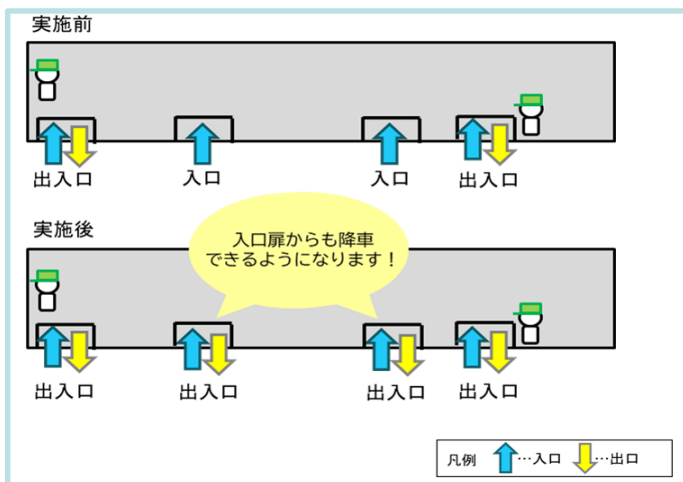 実施前
出入口
入口
入口
出入口
実施後
入口扉からも降車
できるようになります！
出入口
出入口
出入口
出入口
凡例 …入口 …出口